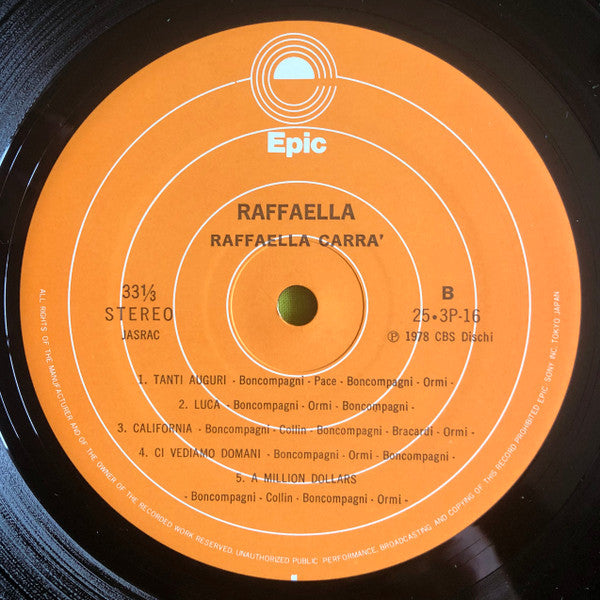 Epic
RAFFAELLA
RAFFAELLA CARRA'
33⅓
STEREO
JASRAC
B
25•3P-16
Ⓟ 1978 CBS Dischi
1. TANTI AUGURI - Boncompagni - Pace - Boncompagni - Ormi -
2. LUCA - Boncompagni - Ormi - Boncompagni -
3. CALIFORNIA - Boncompagni - Collin - Boncompagni - Bracardi - Ormi -
4. CI VEDIAMO DOMANI - Boncompagni - Ormi - Boncompagni -
5. A MILLION DOLLARS
- Boncompagni - Collin - Boncompagni - Ormi -
ALL RIGHTS OF THE MANUFACTURER AND OF THE OWNER OF THE RECORDED WORK RESERVED. UNAUTHORIZED PUBLIC PERFORMANCE, BROADCASTING AND COPYING OF THIS RECORD PROHIBITED EPIC SONY INC. TOKYO JAPAN